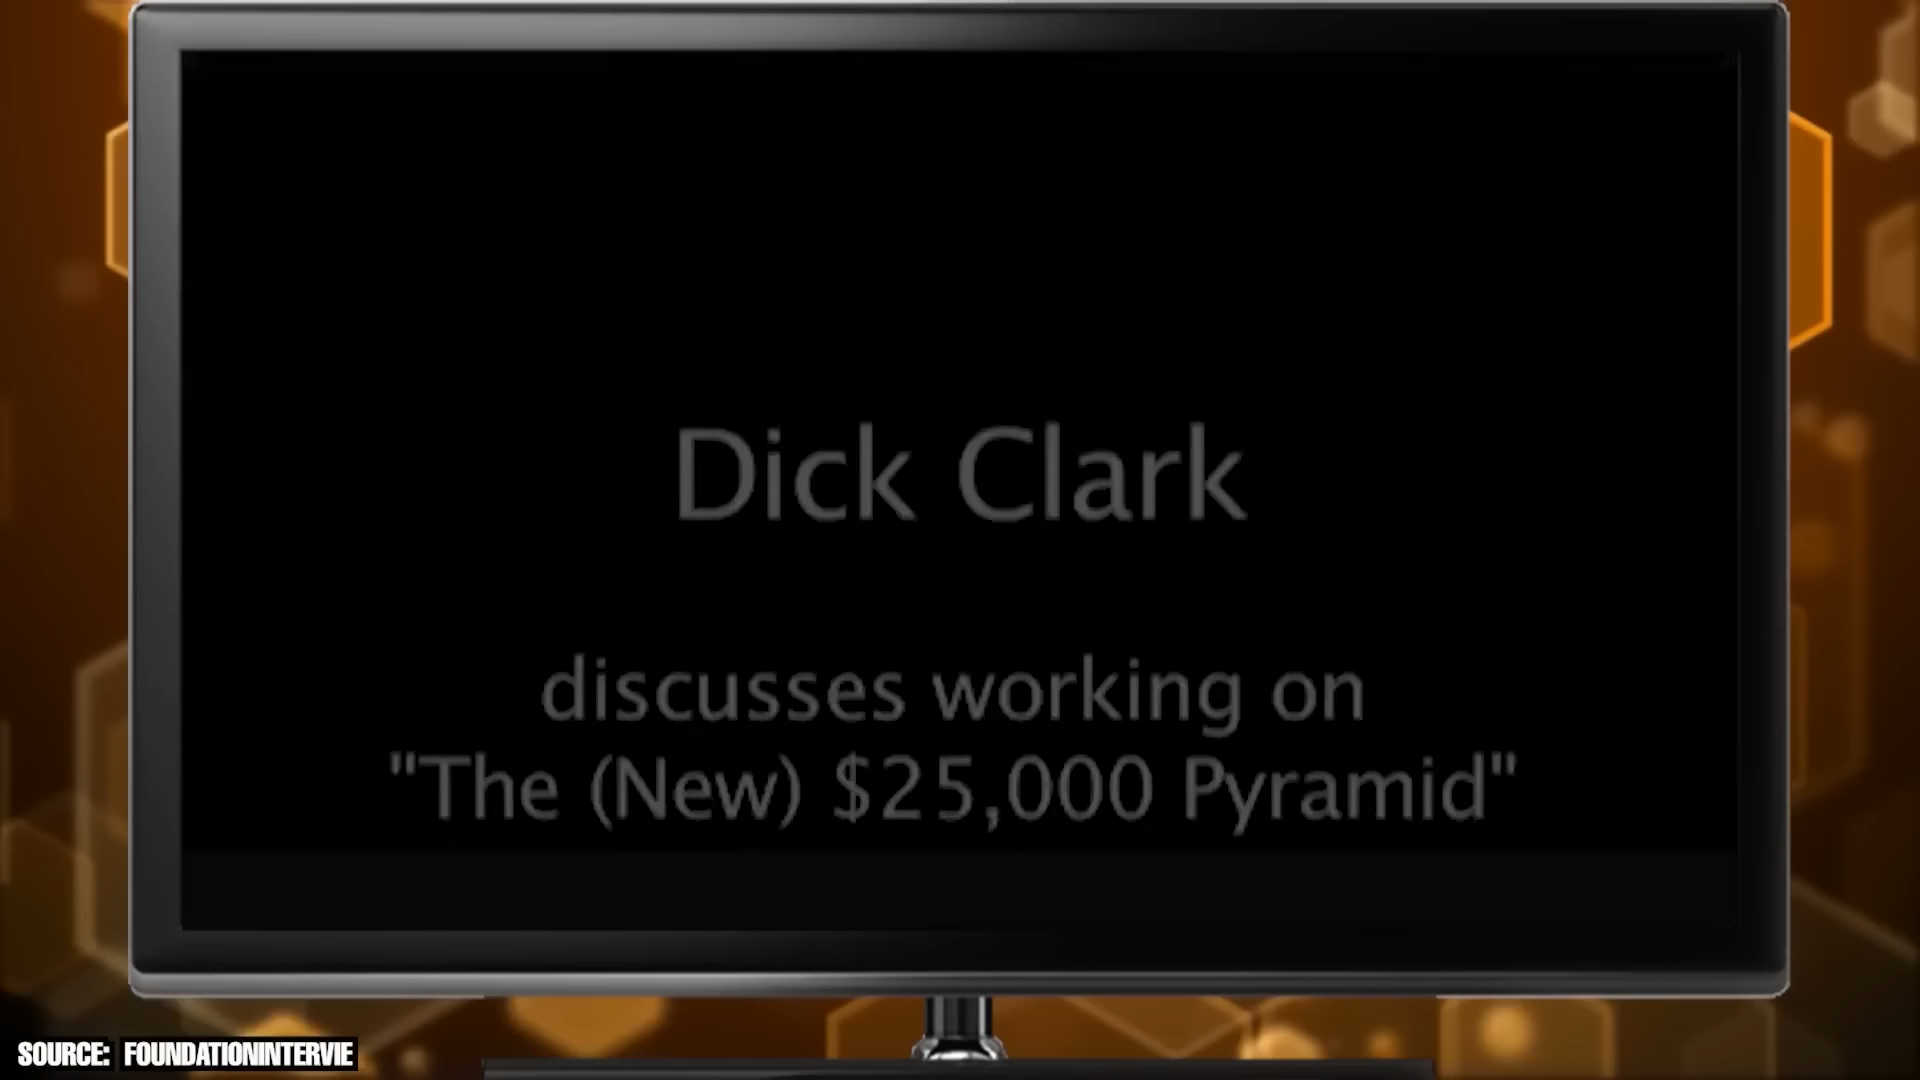 Dick Clark
discusses working on
"The (New) $25,000 Pyramid"
SOURCE: FOUNDATIONINTERVIE